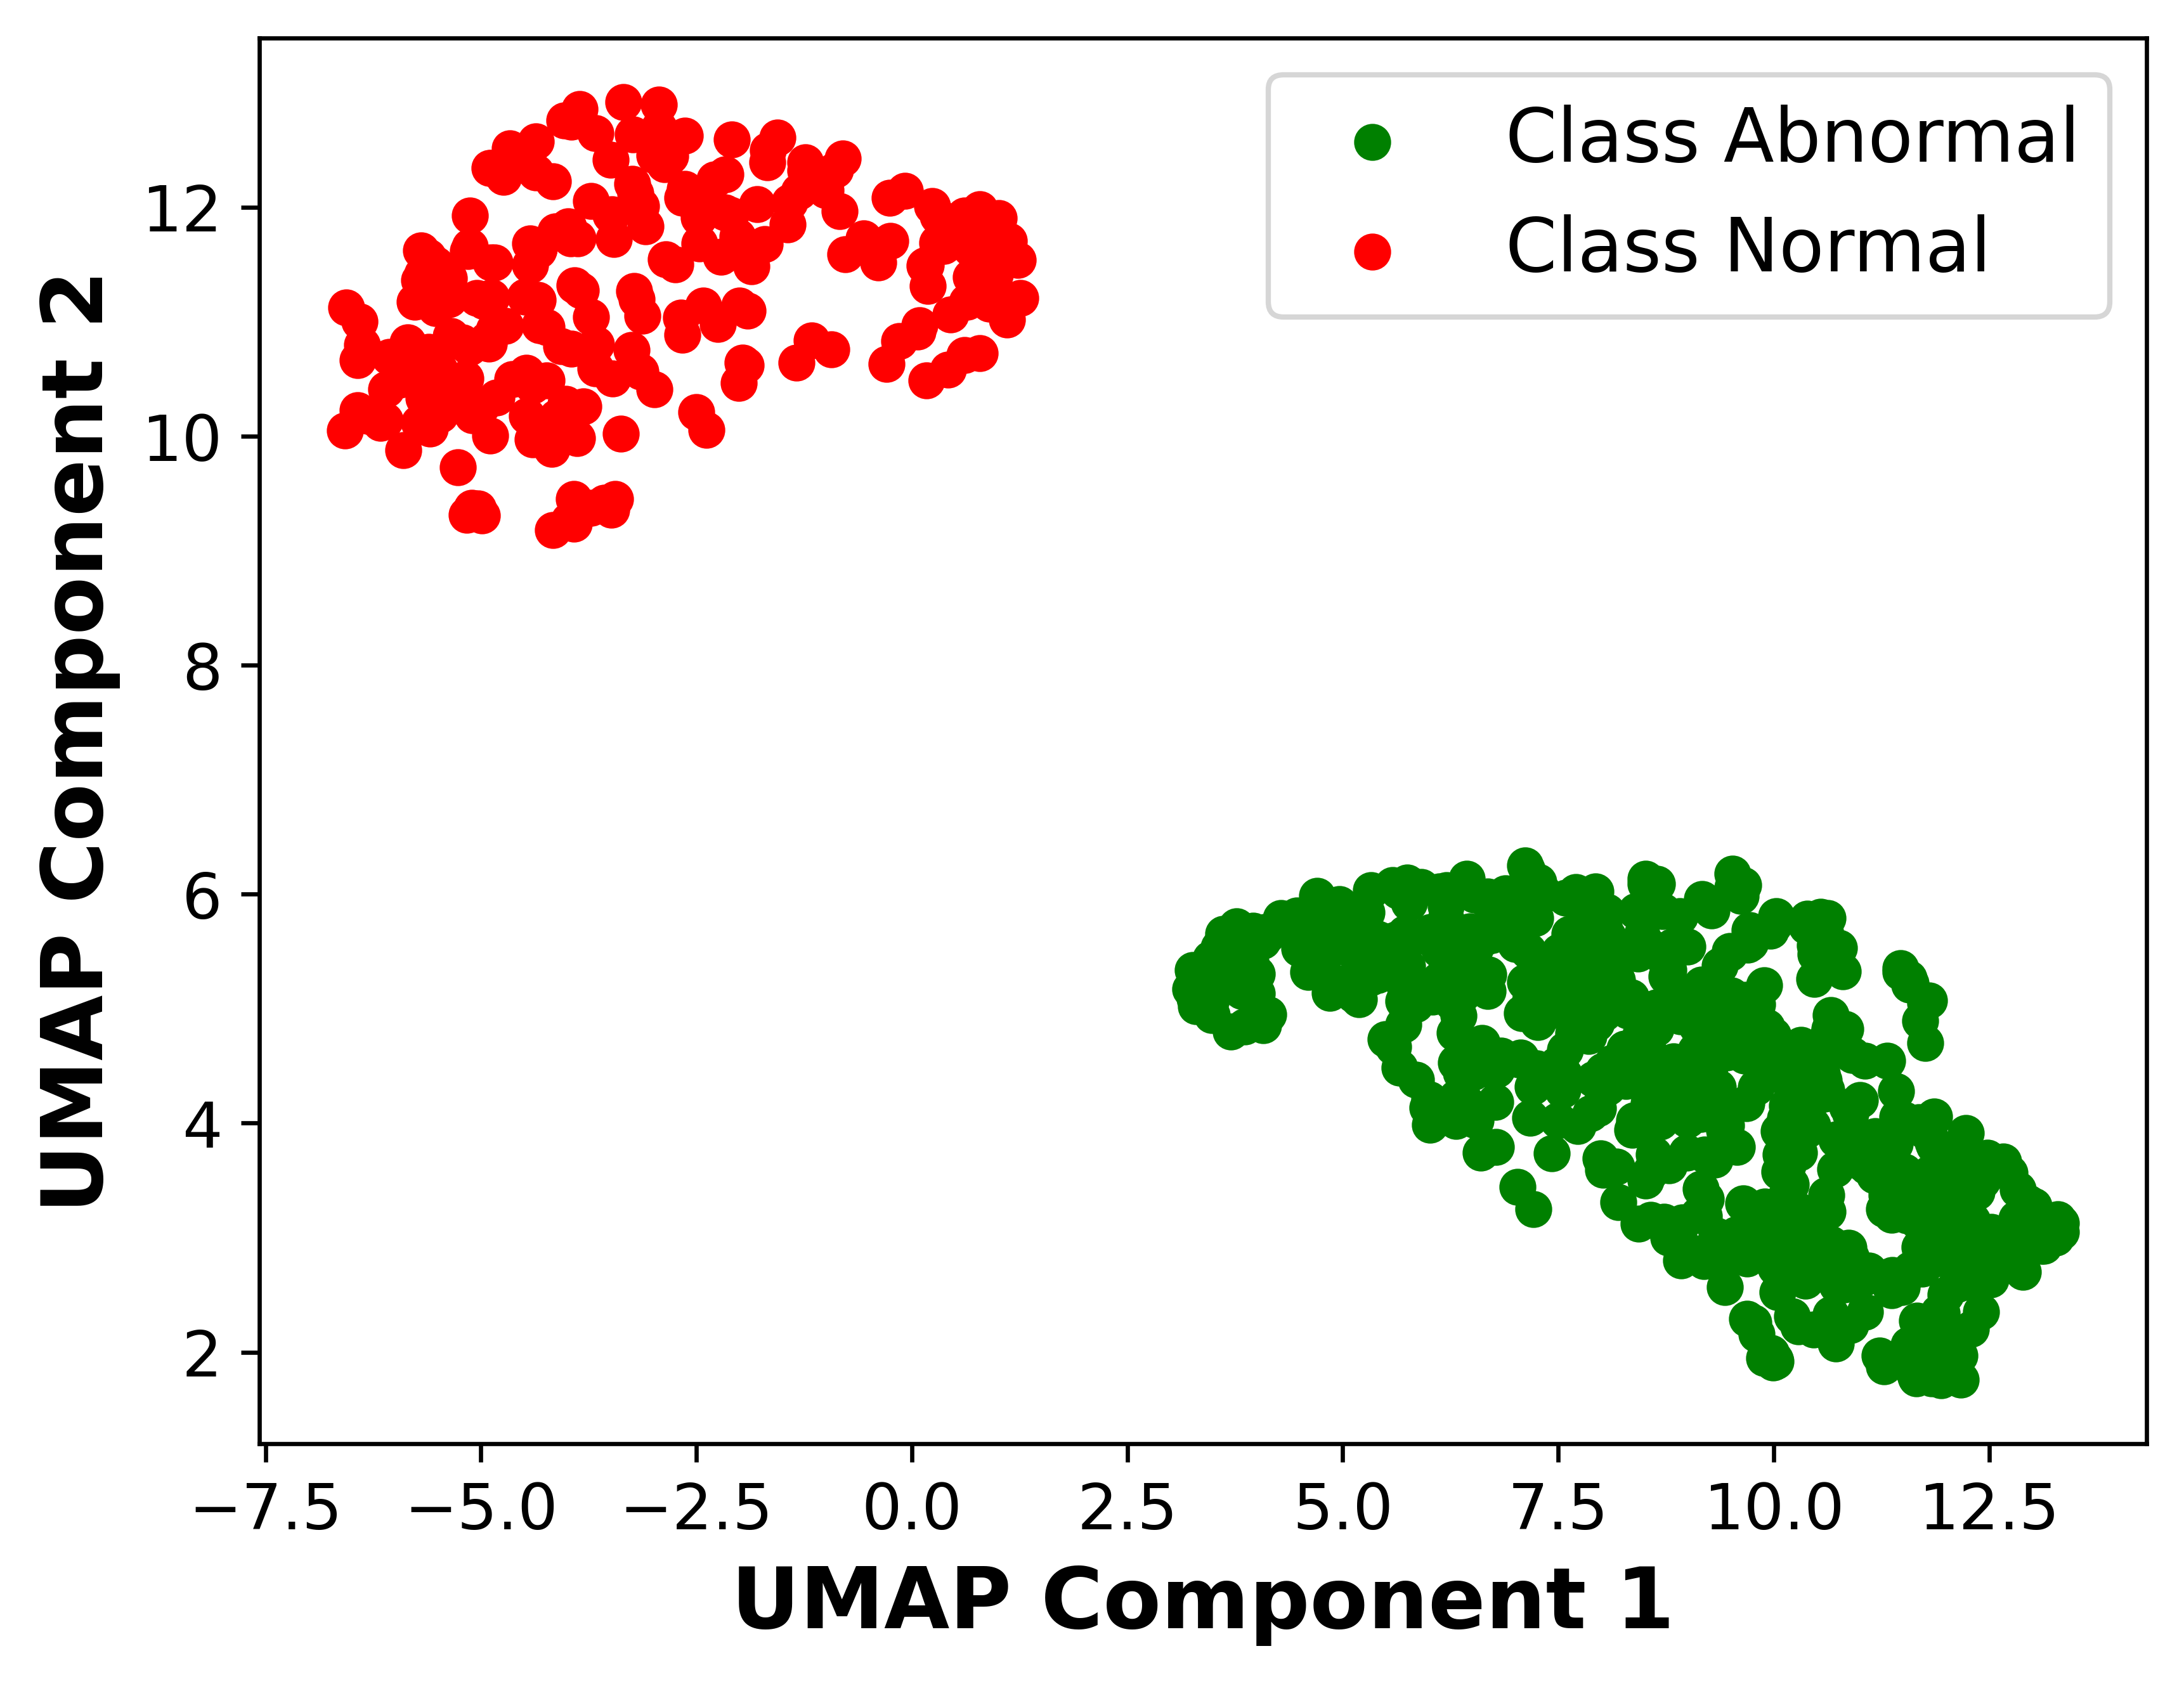 Class Abnormal
Class Normal
12
10
8
6
4
2
UMAP Component 2
−7.5 −5.0 −2.5 0.0 2.5 5.0 7.5 10.0 12.5
UMAP Component 1